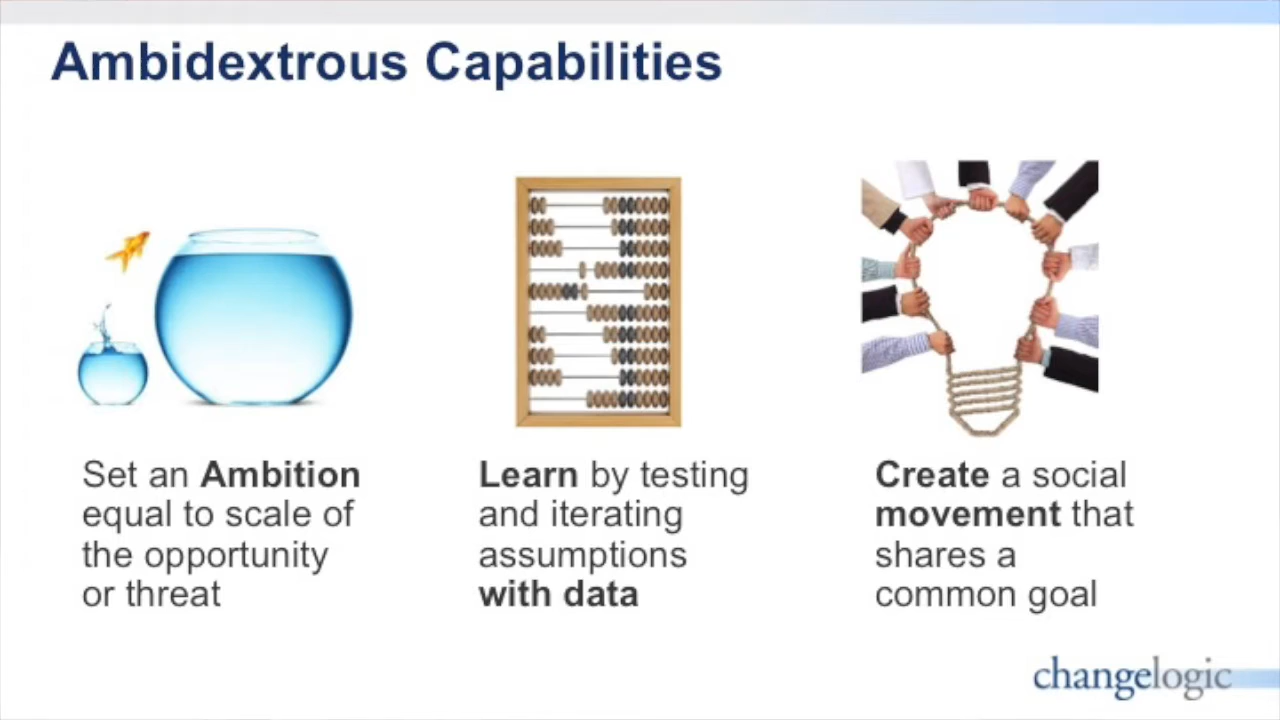 Ambidextrous Capabilities
Set an Ambition
equal to scale of
the opportunity
or threat
Learn by testing
and iterating
assumptions
with data
Create a social
movement that
shares a
common goal
changelogic